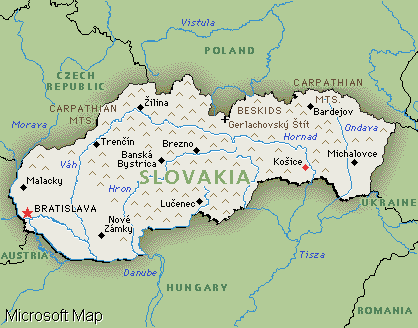 Vistula
POLAND
CZECH
REPUBLIC
CARPATHIAN
MTS.
Žilina
BESKIDS
Bardejov
CARPATHIAN
MTS.
Gerlachovský Štít
Ondava
Morava
Hornad
Trenčín
Brezno
Banská
Bystrica
Košice
Michalovce
Váh
SLOVAKIA
Malacky
Hron
BRATISLAVA
Lučenec
UKRAINE
Nové
Zámky
AUSTRIA
Tisza
Danube
HUNGARY
ROMANIA
Microsoft Map